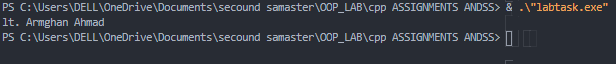 PS C:\Users\DELL\OneDrive\Documents\secound samaster\OOP_LAB\cpp ASSIGNMENTS ANDSS> & .\"labtask.exe"
lt. Armghan Ahmad
PS C:\Users\DELL\OneDrive\Documents\secound samaster\OOP_LAB\cpp ASSIGNMENTS ANDSS>